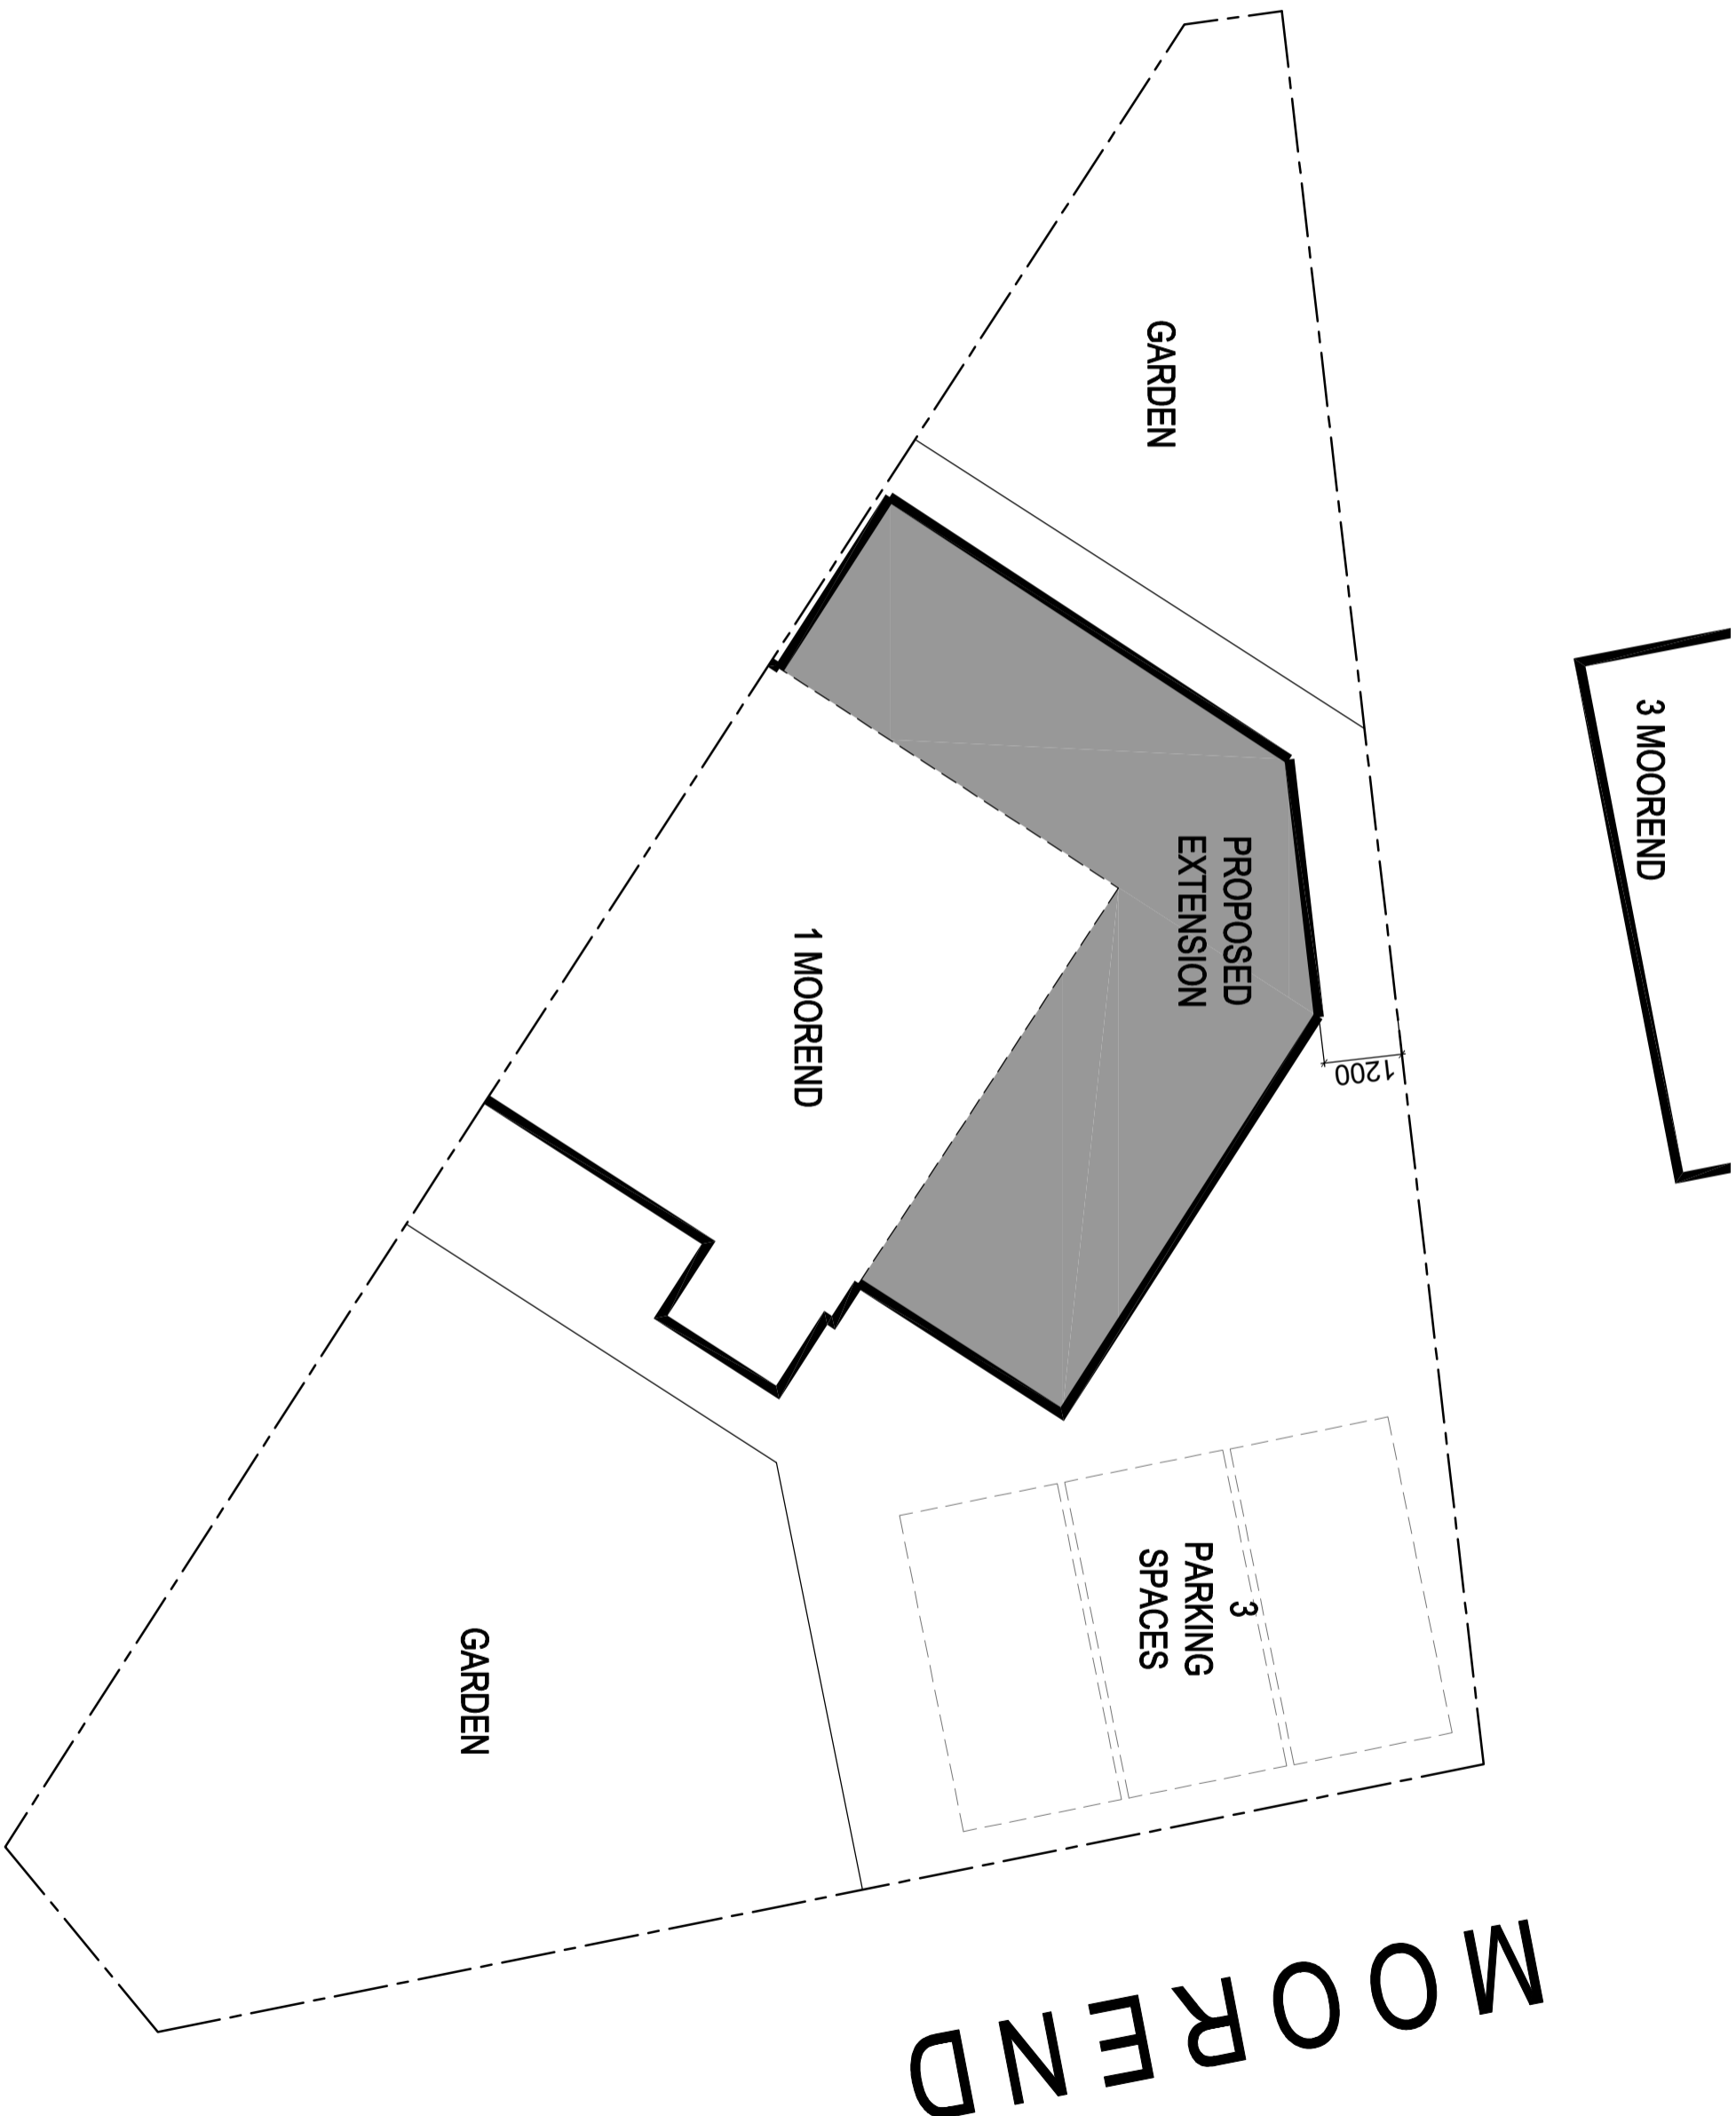 GARDEN
3 MOOREND
PROPOSED
EXTENSION
1 MOOREND
1200
3
PARKING
SPACES
GARDEN
MOOREND